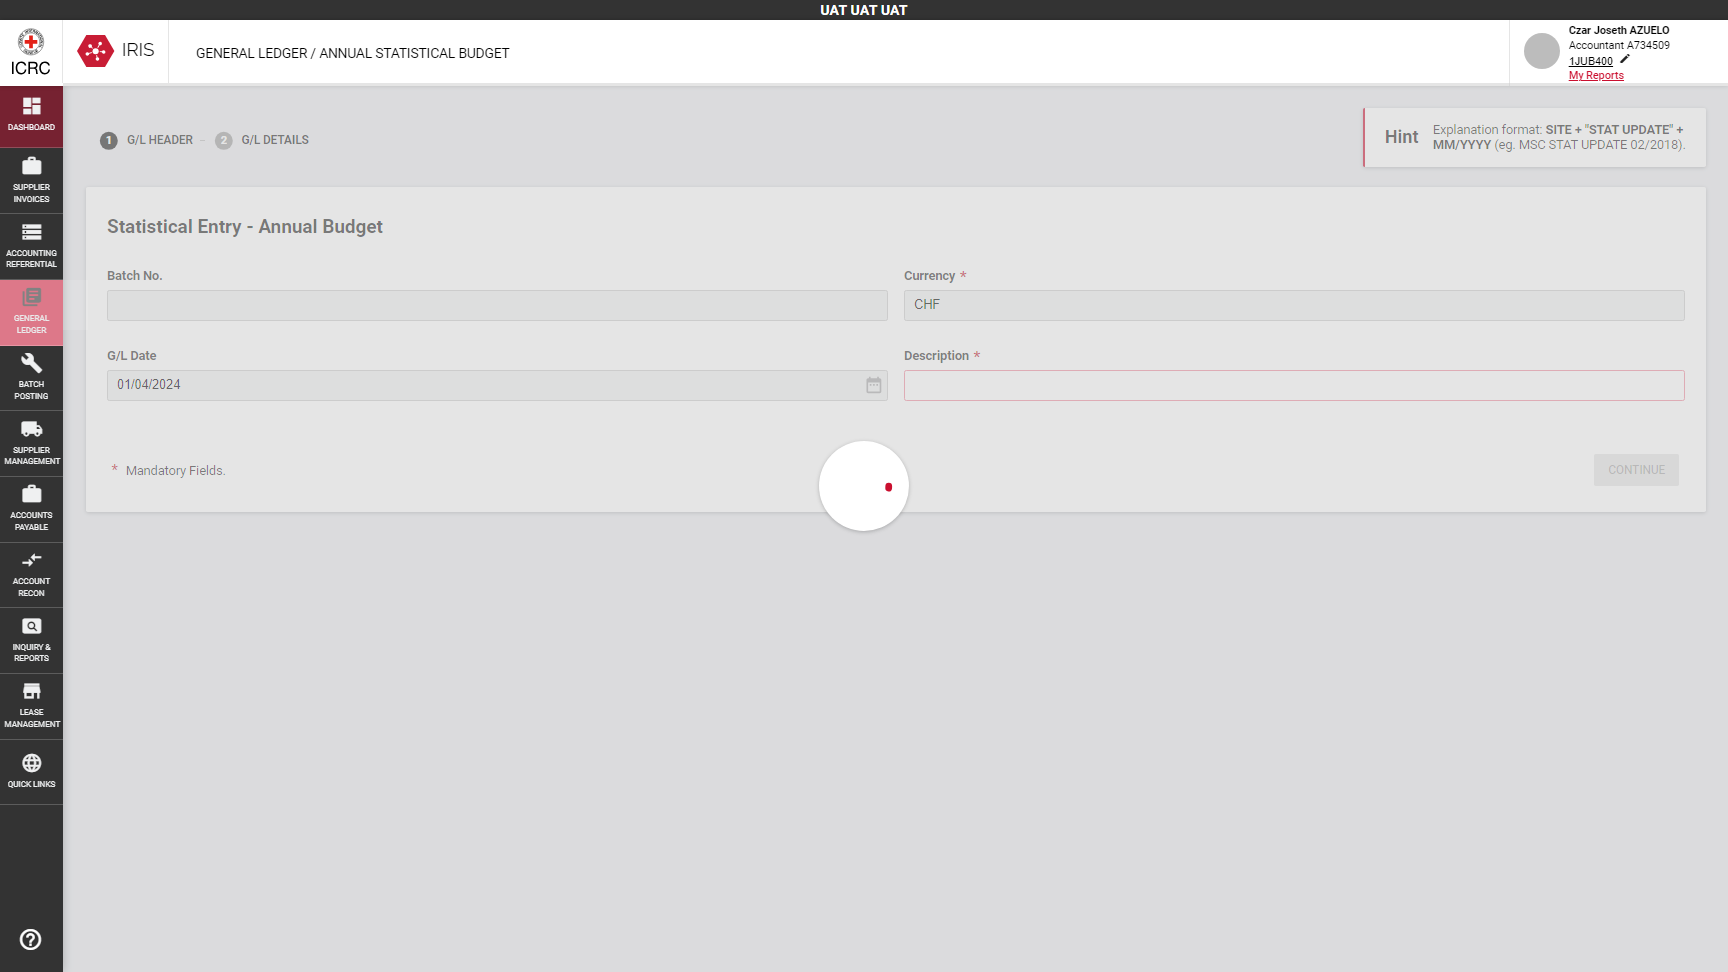 UAT UAT UAT
ICRC
IRIS
GENERAL LEDGER / ANNUAL STATISTICAL BUDGET
Czar Joseth AZUELO
Accountant A734509
1JUB400
My Reports
DASHBOARD
SUPPLIER
INVOICES
ACCOUNTING
REFERENTIAL
GENERAL
LEDGER
BATCH
POSTING
SUPPLIER
MANAGEMENT
ACCOUNTS
PAYABLE
ACCOUNT
RECON
INQUIRY &
REPORTS
LEASE
MANAGEMENT
QUICK LINKS
1 G/L HEADER - 2 G/L DETAILS
Hint
Explanation format: SITE + "STAT UPDATE" +
MM/YYYY (eg. MSC STAT UPDATE 02/2018).
Statistical Entry - Annual Budget
Batch No.
Currency *
CHF
G/L Date
01/04/2024
Description *
* Mandatory Fields.
CONTINUE